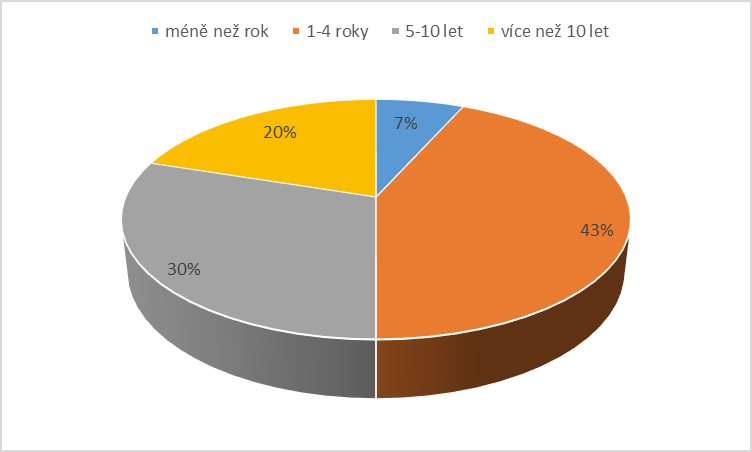 méně než rok 1-4 roky 5-10 let více než 10 let
7%
20%
43%
30%